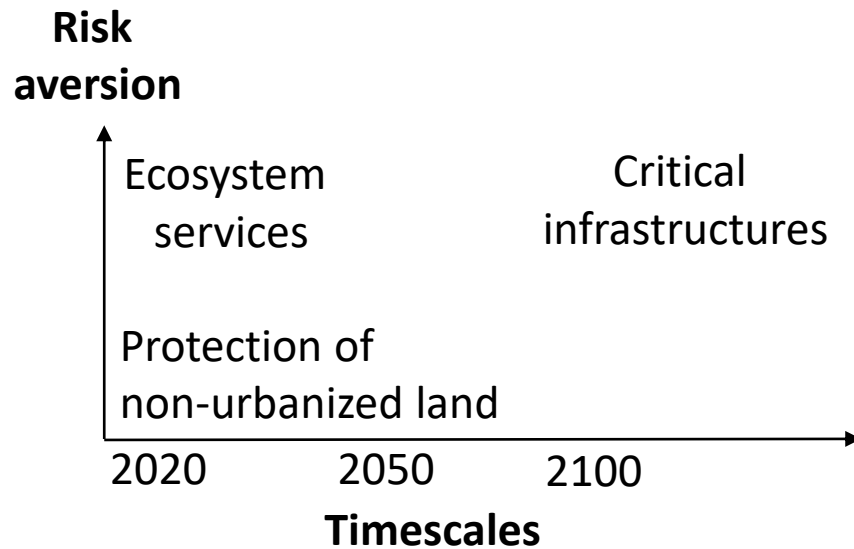 Risk
aversion
Ecosystem
services
Critical
infrastructures
Protection of
non-urbanized land
2020 2050 2100
Timescales